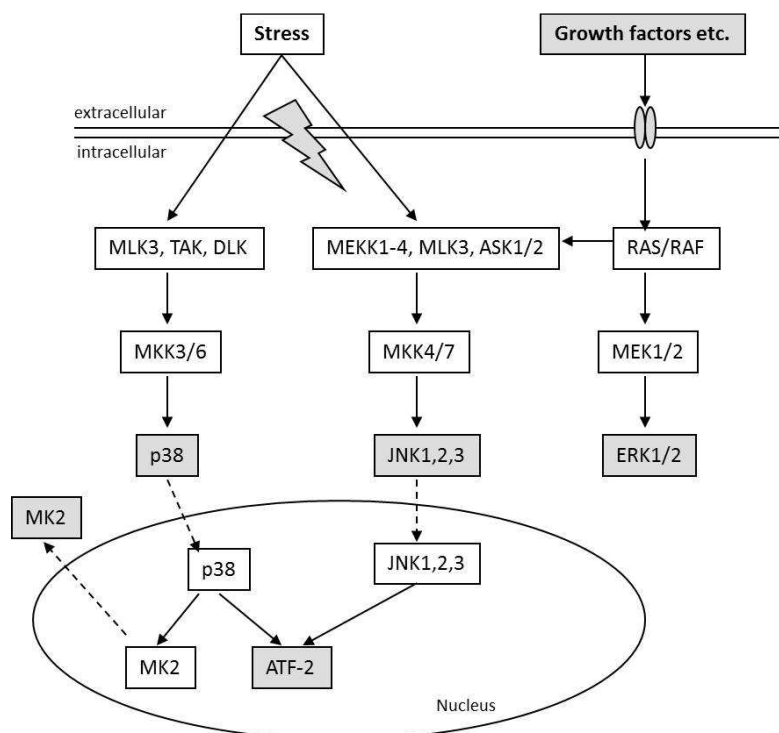 Stress
Growth factors etc.
extracellular
intracellular
MLK3, TAK, DLK
MEKK1-4, MLK3, ASK1/2
RAS/RAF
MKK3/6
MKK4/7
MEK1/2
p38
JNK1,2,3
ERK1/2
MK2
p38
JNK1,2,3
MK2
ATF-2
Nucleus